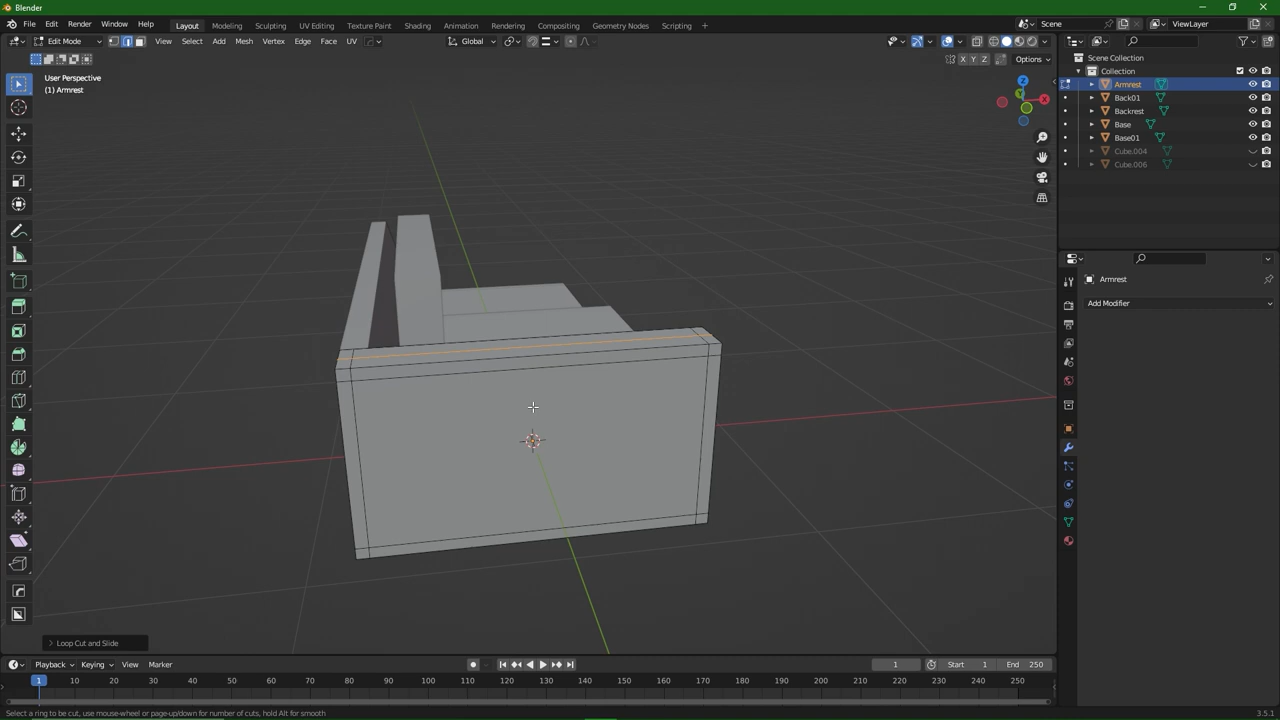 Blender
File Edit Render Window Help Layout Modeling Sculpting UV Editing Texture Paint Shading Animation Rendering Compositing Geometry Nodes Scripting + Scene ViewLayer
Edit Mode View Select Add Mesh Vertex Edge Face UV Global
X Y Z Options
User Perspective
(1) Armrest
Z
X
Y
Scene Collection
Collection
Armrest
Back01
Backrest
Base
Base01
Cube.004
Cube.006
Armrest
Add Modifier
Loop Cut and Slide
Playback Keying View Marker 1 Start 1 End 250
1 10 20 30 40 50 60 70 80 90 100 110 120 130 140 150 160 170 180 190 200 210 220 230 240 250
Select a ring to be cut, use mouse-wheel or page-up/down for number of cuts, hold Alt for smooth 3.5.1